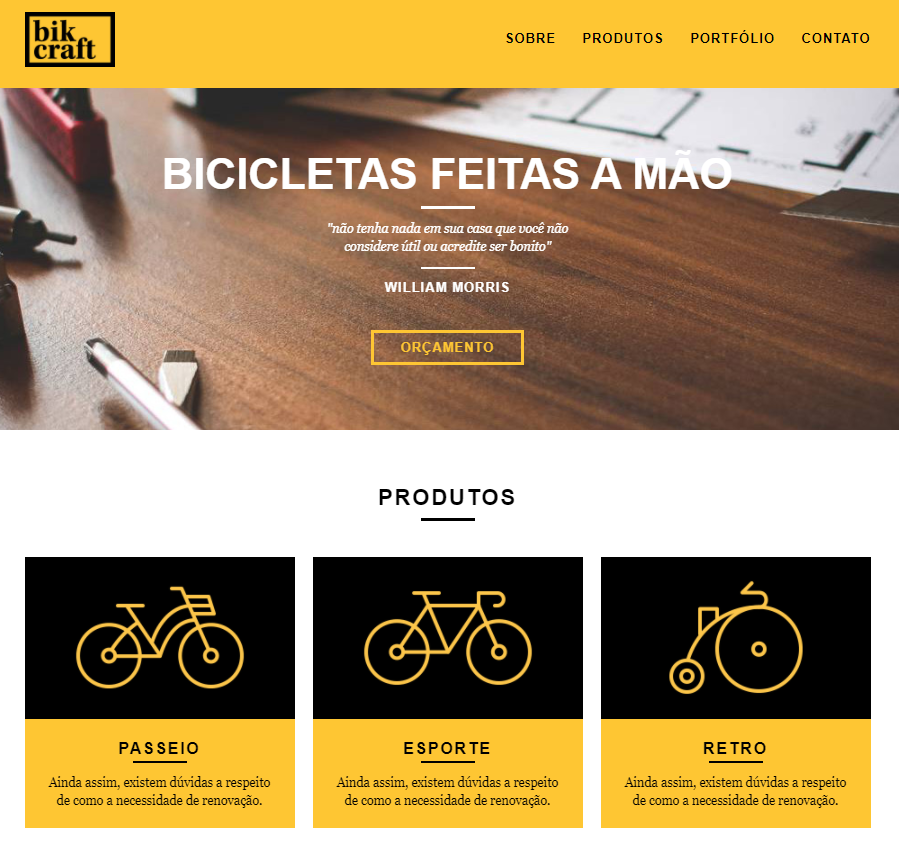 bik
craft
SOBRE PRODUTOS PORTFÓLIO CONTATO
BICICLETAS FEITAS A MÃO
"não tenha nada em sua casa que você não
considere útil ou acredite ser bonito"
WILLIAM MORRIS
ORÇAMENTO
PRODUTOS
PASSEIO
Ainda assim, existem dúvidas a respeito
de como a necessidade de renovação.
ESPORTE
Ainda assim, existem dúvidas a respeito
de como a necessidade de renovação.
RETRO
Ainda assim, existem dúvidas a respeito
de como a necessidade de renovação.